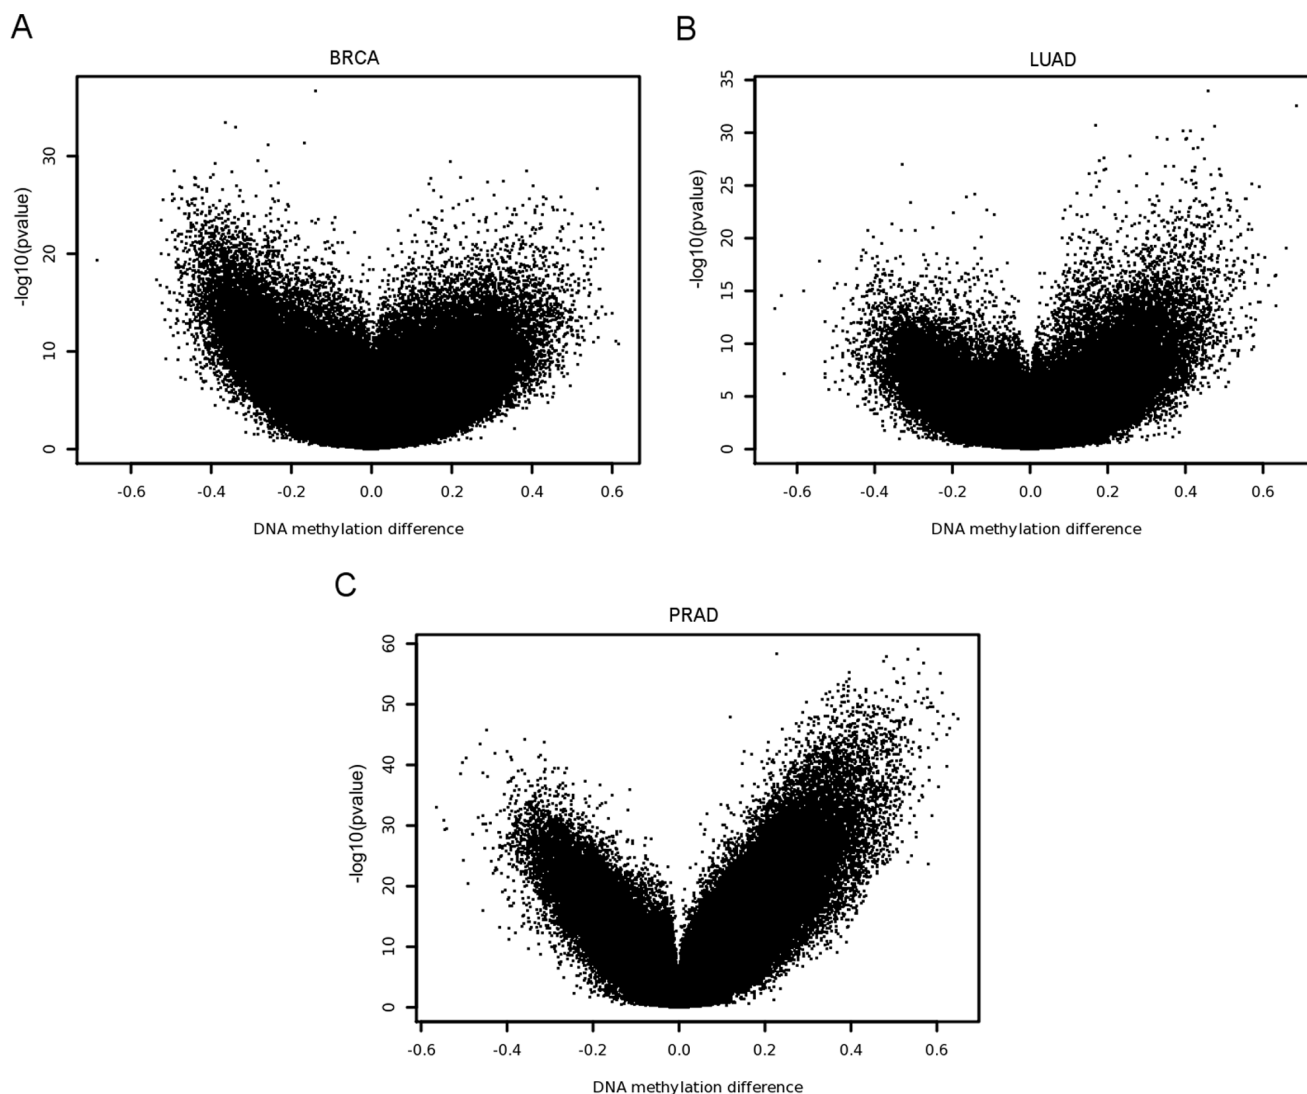 A
BRCA
-log10(pvalue)
30
20
10
0
-0.6 -0.4 -0.2 0.0 0.2 0.4 0.6
DNA methylation difference
B
LUAD
-log10(pvalue)
35
30
25
20
15
10
5
0
-0.6 -0.4 -0.2 0.0 0.2 0.4 0.6
DNA methylation difference
C
PRAD
-log10(pvalue)
60
50
40
30
20
10
0
-0.6 -0.4 -0.2 0.0 0.2 0.4 0.6
DNA methylation difference